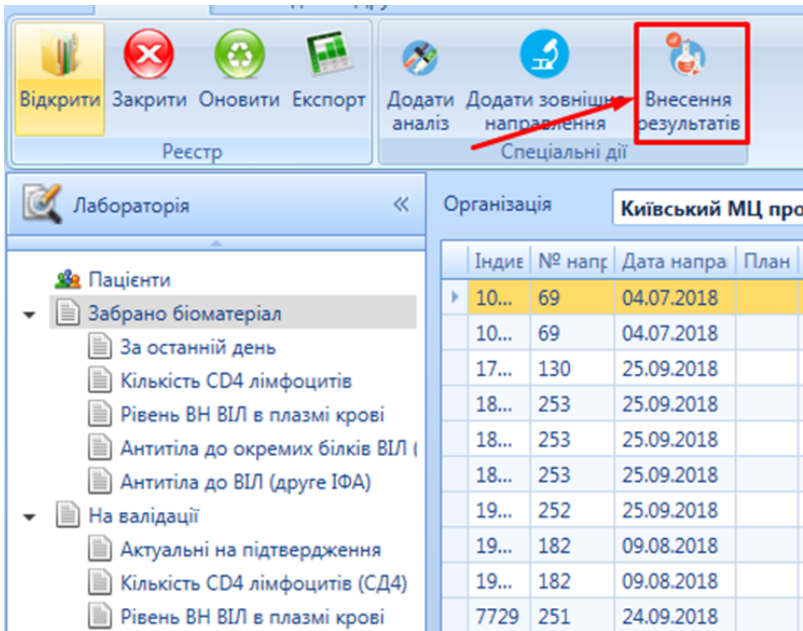 Відкрити Закрити Оновити Експорт Додати аналіз Додати зовнішнє направлення Внесення результатів
Реєстр Спеціальні дії
Лабораторія «
Організація Київський МЦ про
Індив № напр Дата напра План
Пацієнти
Забрано біоматеріал
За останній день
Кількість CD4 лімфоцитів
Рівень ВН ВІЛ в плазмі крові
Антитіла до окремих білків ВІЛ (
Антитіла до ВІЛ (друге ІФА)
На валідації
Актуальні на підтвердження
Кількість CD4 лімфоцитів (СД4)
Рівень ВН ВІЛ в плазмі крові
10... 69 04.07.2018
10... 69 04.07.2018
17... 130 25.09.2018
18... 253 25.09.2018
18... 253 25.09.2018
18... 253 25.09.2018
19... 252 25.09.2018
19... 182 09.08.2018
19... 182 09.08.2018
7729 251 24.09.2018